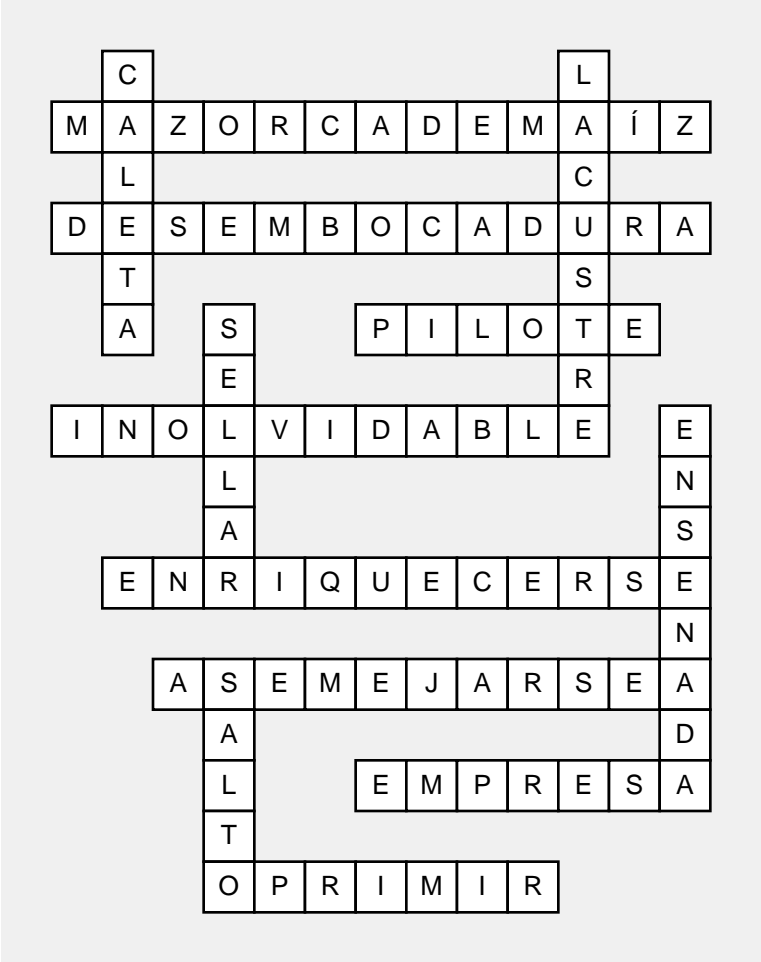 C L
MAZORCADEMAÍZ
L C
DESEMBOCADURA
T S
A S PILOTE
E R
INOLVIDABLE E
L N
A S
ENRIQUECERSE
N
ASEMEJARSEA
A D
L EMPRESA
T
OPRIMIR